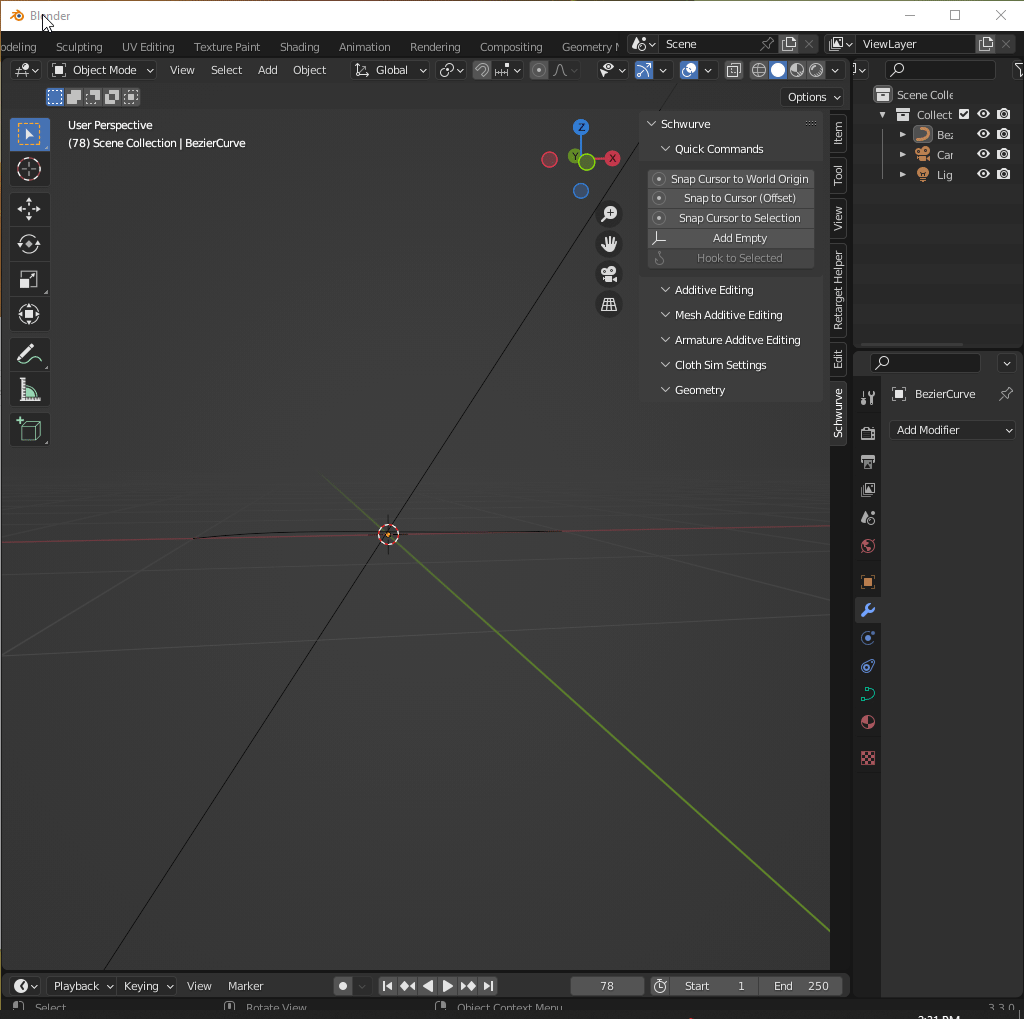 Blender
odeling Sculpting UV Editing Texture Paint Shading Animation Rendering Compositing Geometry N Scene ViewLayer
Object Mode View Select Add Object Global
Options
User Perspective
(78) Scene Collection | BezierCurve
Z
Y
X
Schwurve
Quick Commands
Snap Cursor to World Origin
Snap to Cursor (Offset)
Snap Cursor to Selection
Add Empty
Hook to Selected
Additive Editing
Mesh Additive Editing
Armature Additve Editing
Cloth Sim Settings
Geometry
Item
Tool
View
Retarget Helper
Edit
Schwurve
Scene Colle
Collect
Bez
Car
Lig
BezierCurve
Add Modifier
Playback Keying View Marker 78 Start 1 End 250
Select Rotate View Object Context Menu 3.3.0
2:21 PM